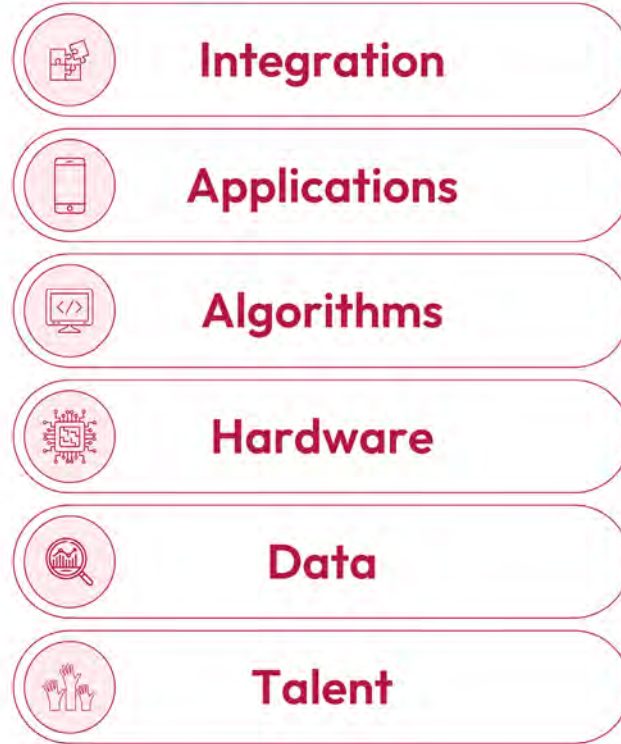 Integration
Applications
</>
Algorithms
Hardware
Data
Talent